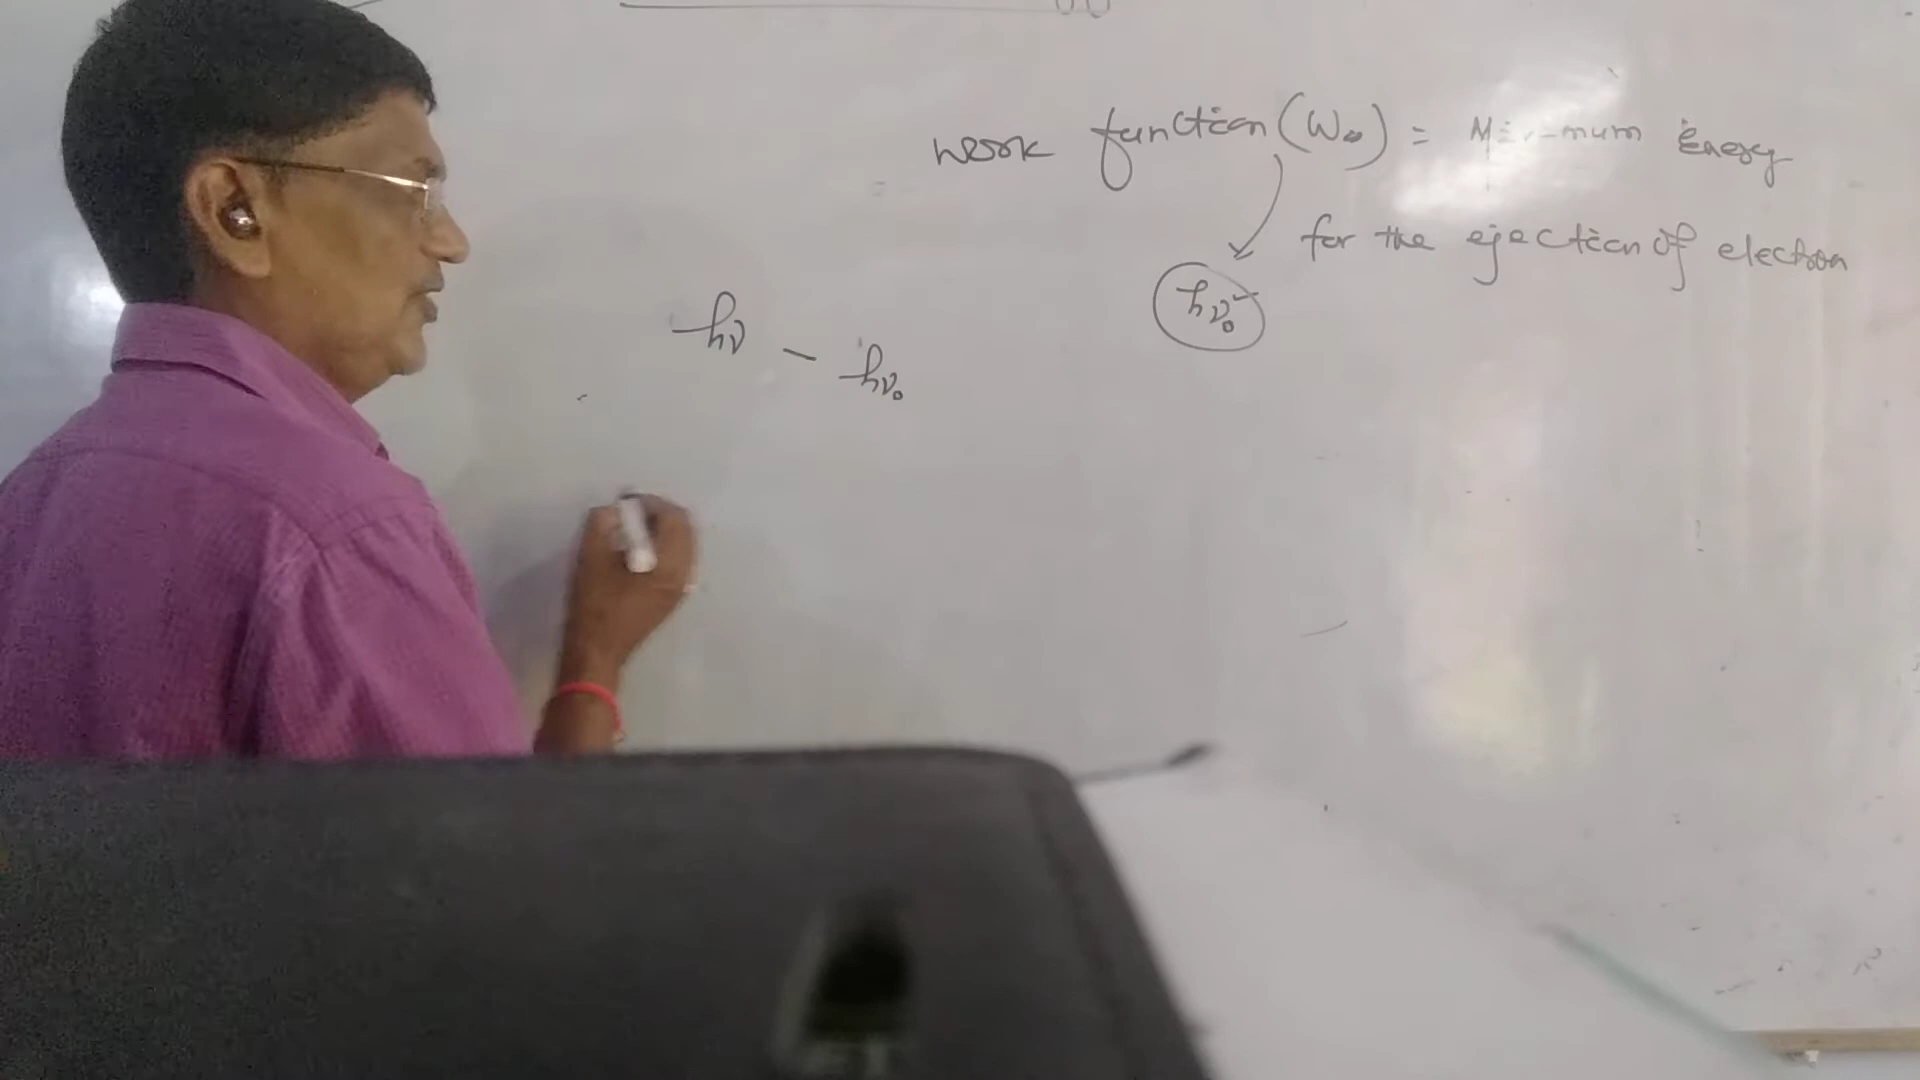 work function (W₀) = Minimum Energy
for the ejection of electron
hν₀
hν - hν₀